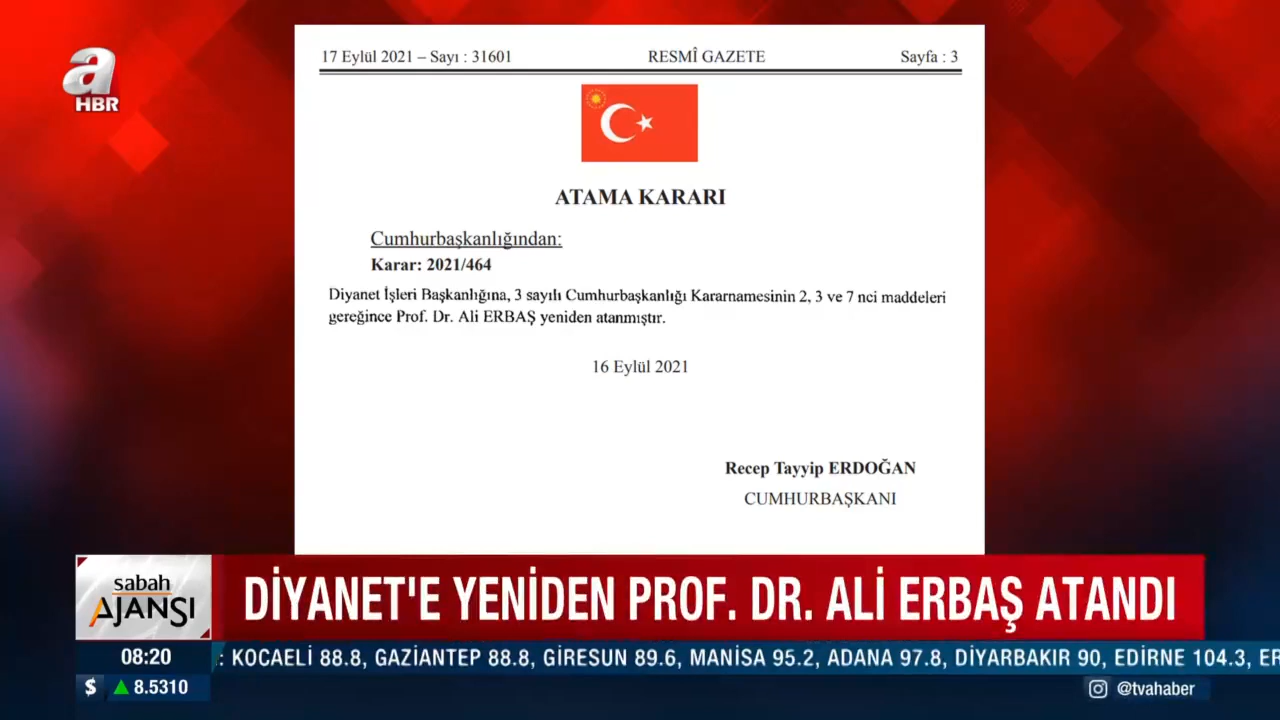 a
HBR
17 Eylül 2021 – Sayı : 31601 RESMÎ GAZETE Sayfa : 3
ATAMA KARARI
Cumhurbaşkanlığından:
Karar: 2021/464
Diyanet İşleri Başkanlığına, 3 sayılı Cumhurbaşkanlığı Kararnamesinin 2, 3 ve 7 nci maddeleri
gereğince Prof. Dr. Ali ERBAŞ yeniden atanmıştır.
16 Eylül 2021
Recep Tayyip ERDOĞAN
CUMHURBAŞKANI
sabah
AJANSI
DİYANET'E YENİDEN PROF. DR. ALİ ERBAŞ ATANDI
08:20 : KOCAELİ 88.8, GAZİANTEP 88.8, GİRESUN 89.6, MANİSA 95.2, ADANA 97.8, DİYARBAKIR 90, EDİRNE 104.3, ER
$ 8.5310
@tvahaber